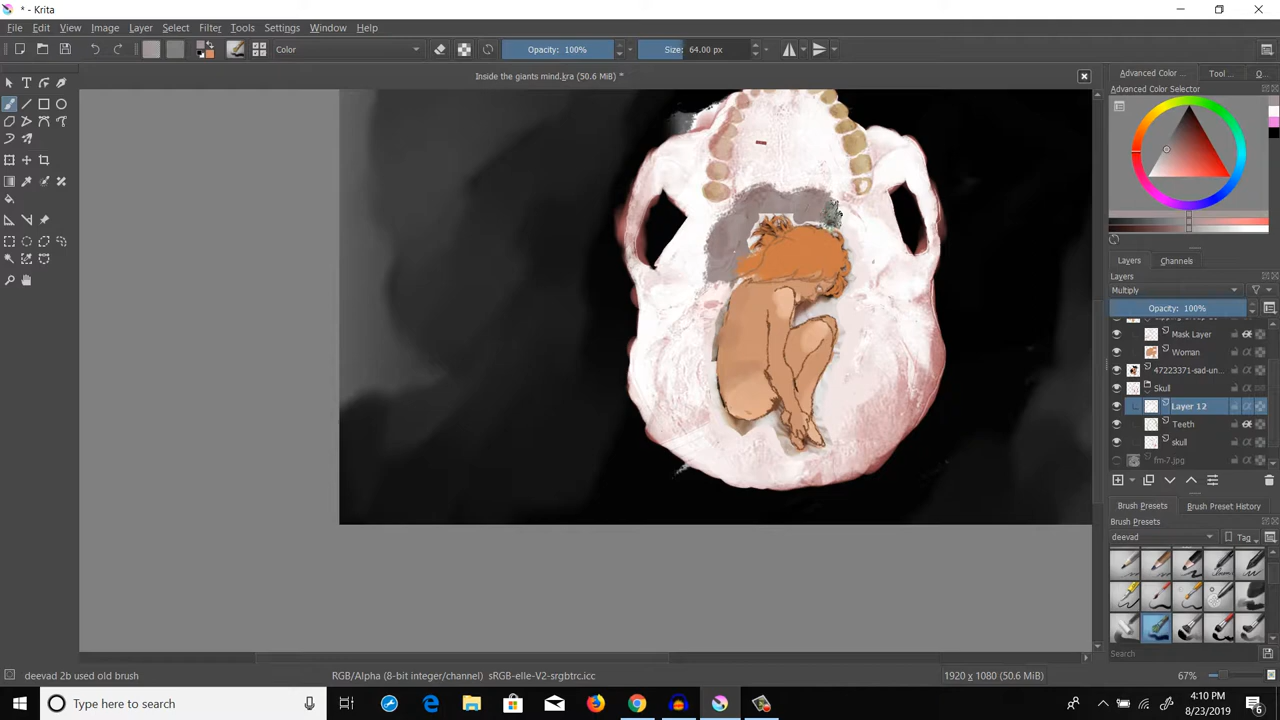 * - Krita
File Edit View Image Layer Select Filter Tools Settings Window Help
Color Opacity: 100% Size: 64.00 px
Inside the giants mind.kra (50.6 MiB) *
Advanced Color ... Tool ... O...
Advanced Color Selector
Layers Channels
Layers
Multiply
Opacity: 100%
Mask Layer
Woman
47223371-sad-un...
Skull
Layer 12
Teeth
skull
fm-7.jpg
Brush Presets Brush Preset History
Brush Presets
deevad Tag
Search
deevad 2b used old brush RGB/Alpha (8-bit integer/channel) sRGB-elle-V2-srgbtrc.icc 1920 x 1080 (50.6 MiB) 67%
Type here to search
4:10 PM
8/23/2019
6